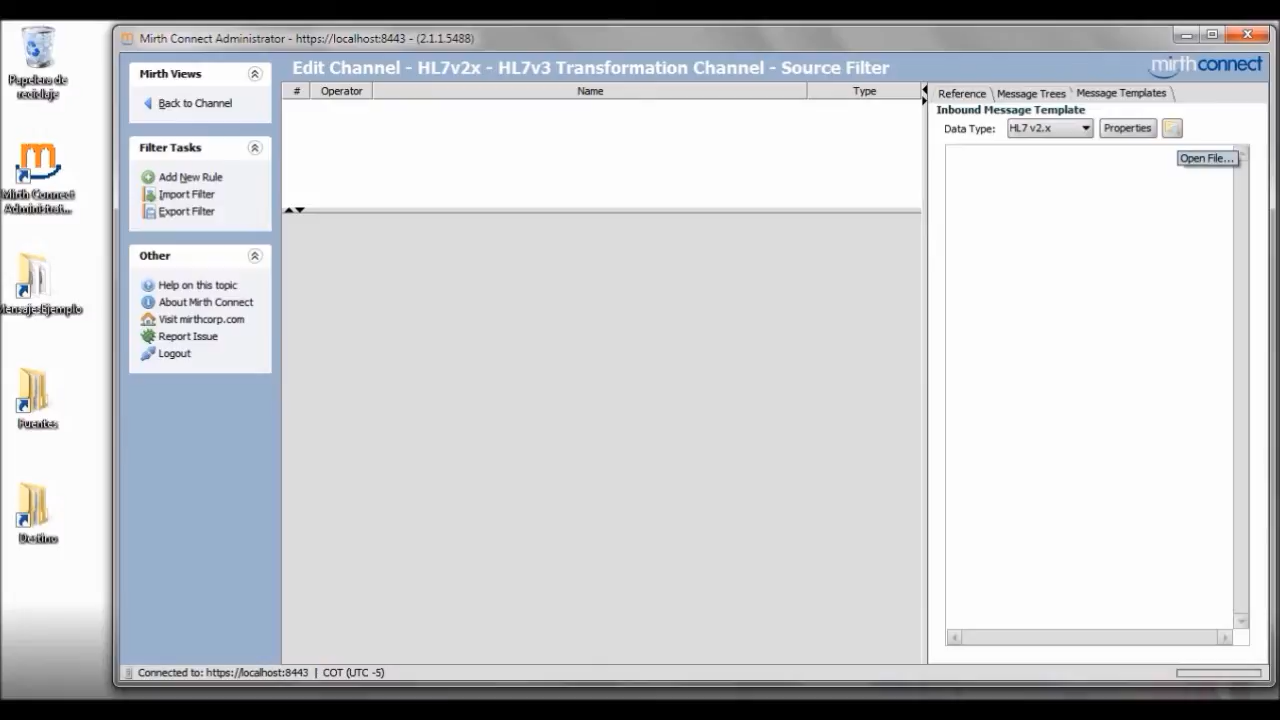 Papelera de
reciclaje
Mirth Connect
Administrat...
MensajeEjemplo
Fuentes
Destino
Mirth Connect Administrator - https://localhost:8443 - (2.1.1.5488)
Mirth Views
Back to Channel
Filter Tasks
Add New Rule
Import Filter
Export Filter
Other
Help on this topic
About Mirth Connect
Visit mirthcorp.com
Report Issue
Logout
Edit Channel - HL7v2x - HL7v3 Transformation Channel - Source Filter
mirthconnect
# Operator Name Type
Reference Message Trees Message Templates
Inbound Message Template
Data Type: HL7 v2.x Properties
Open File...
Connected to: https://localhost:8443 | COT (UTC -5)